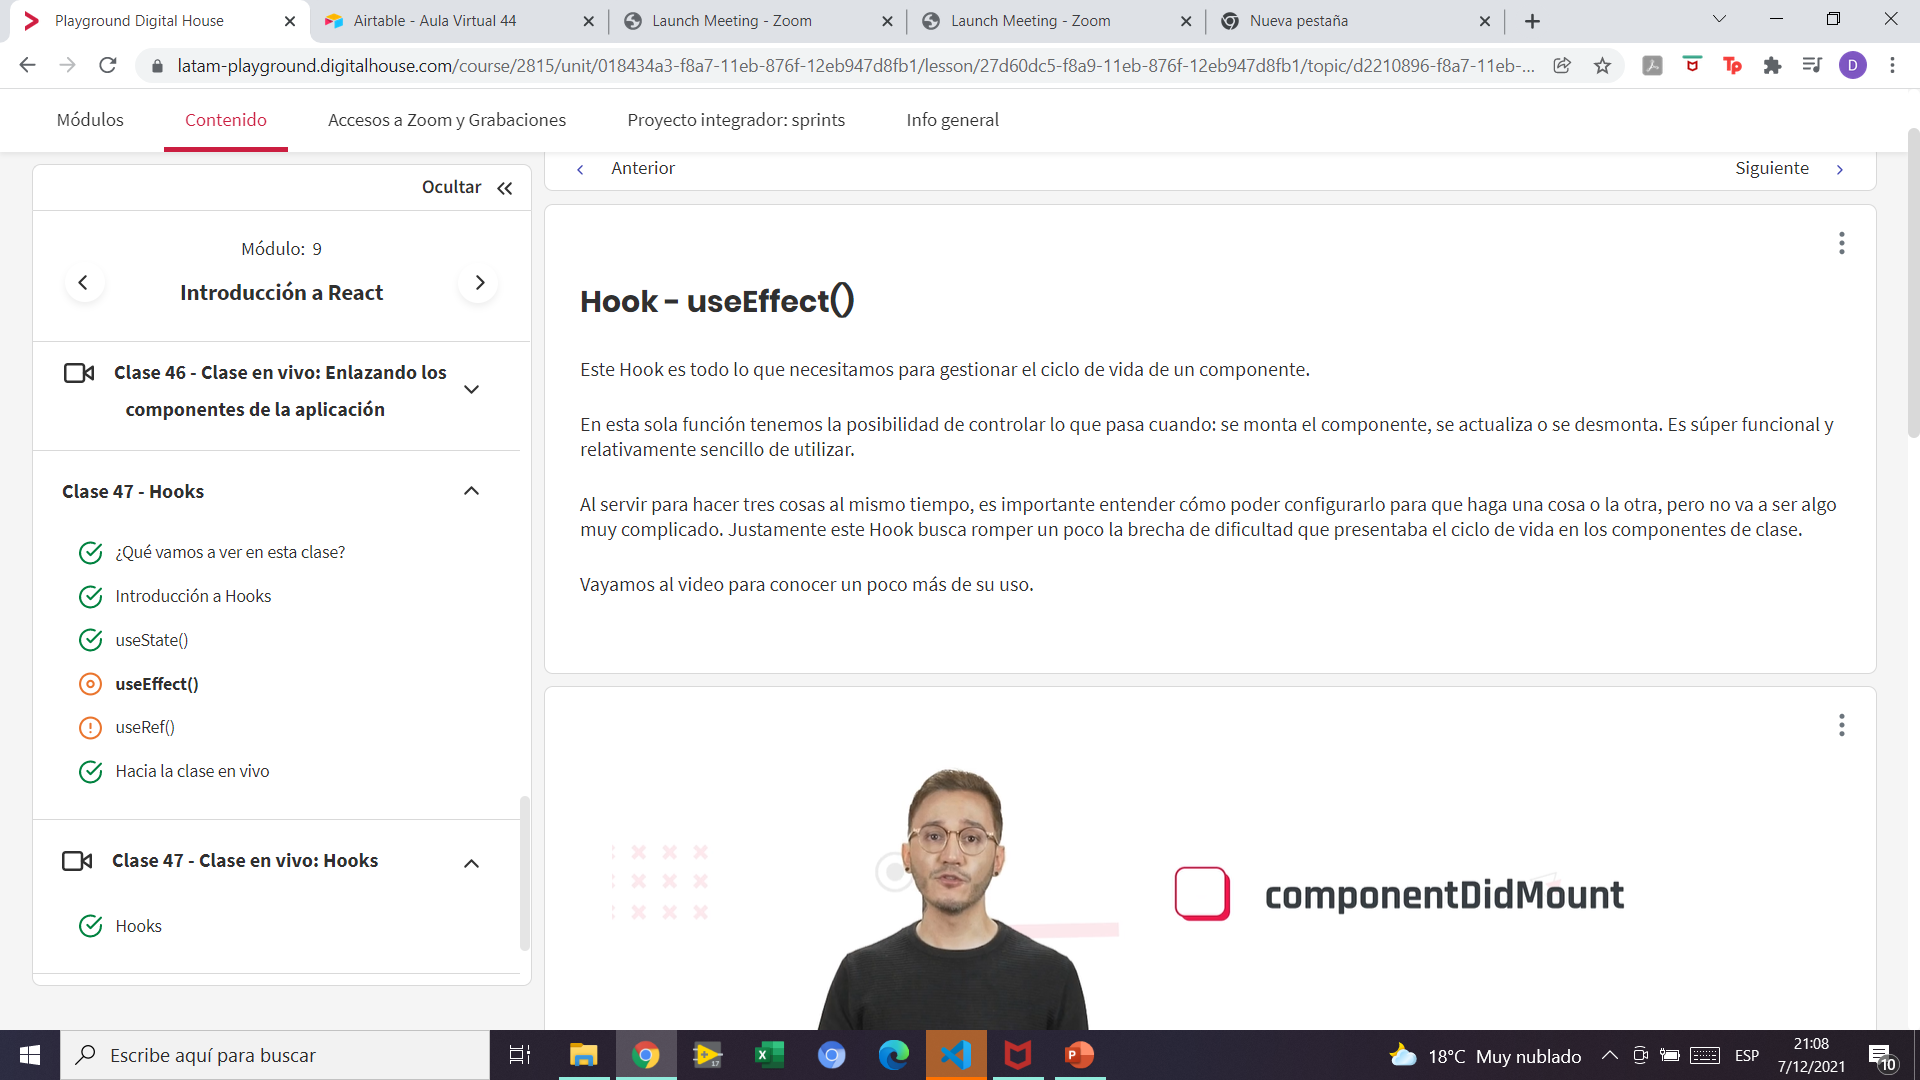 Playground Digital House
Airtable - Aula Virtual 44
Launch Meeting - Zoom
Launch Meeting - Zoom
Nueva pestaña
latam-playground.digitalhouse.com/course/2815/unit/018434a3-f8a7-11eb-876f-12eb947d8fb1/lesson/27d60dc5-f8a9-11eb-876f-12eb947d8fb1/topic/d2210896-f8a7-11eb-...
Tp
D
Módulos
Contenido
Accesos a Zoom y Grabaciones
Proyecto integrador: sprints
Info general
Ocultar
Módulo: 9
Introducción a React
Clase 46 - Clase en vivo: Enlazando los
componentes de la aplicación
Clase 47 - Hooks
¿Qué vamos a ver en esta clase?
Introducción a Hooks
useState()
useEffect()
useRef()
Hacia la clase en vivo
Clase 47 - Clase en vivo: Hooks
Hooks
Anterior
Siguiente
Hook - useEffect()
Este Hook es todo lo que necesitamos para gestionar el ciclo de vida de un componente.
En esta sola función tenemos la posibilidad de controlar lo que pasa cuando: se monta el componente, se actualiza o se desmonta. Es súper funcional y
relativamente sencillo de utilizar.
Al servir para hacer tres cosas al mismo tiempo, es importante entender cómo poder configurarlo para que haga una cosa o la otra, pero no va a ser algo
muy complicado. Justamente este Hook busca romper un poco la brecha de dificultad que presentaba el ciclo de vida en los componentes de clase.
Vayamos al video para conocer un poco más de su uso.
componentDidMount
Escribe aquí para buscar
18°C Muy nublado
ESP
21:08
7/12/2021
10